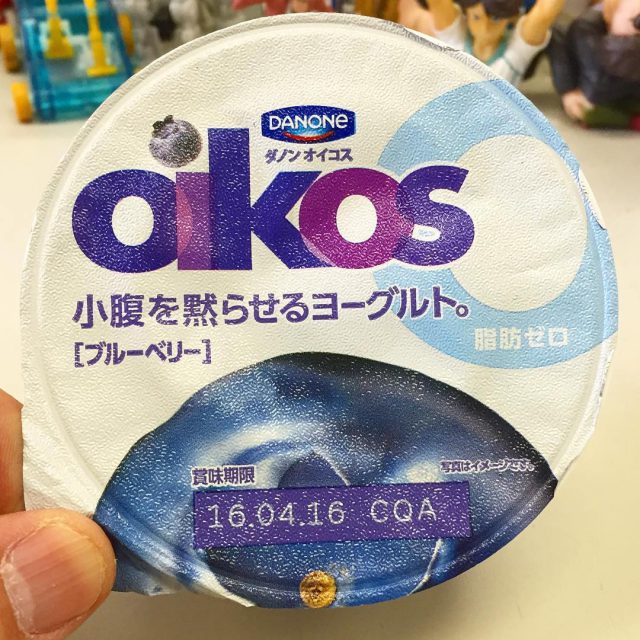 DANONE
ダノン オイコス
oikos
小腹を黙らせるヨーグルト。
[ブルーベリー]
脂肪ゼロ
賞味期限
写真はイメージです。
16.04.16 CQA